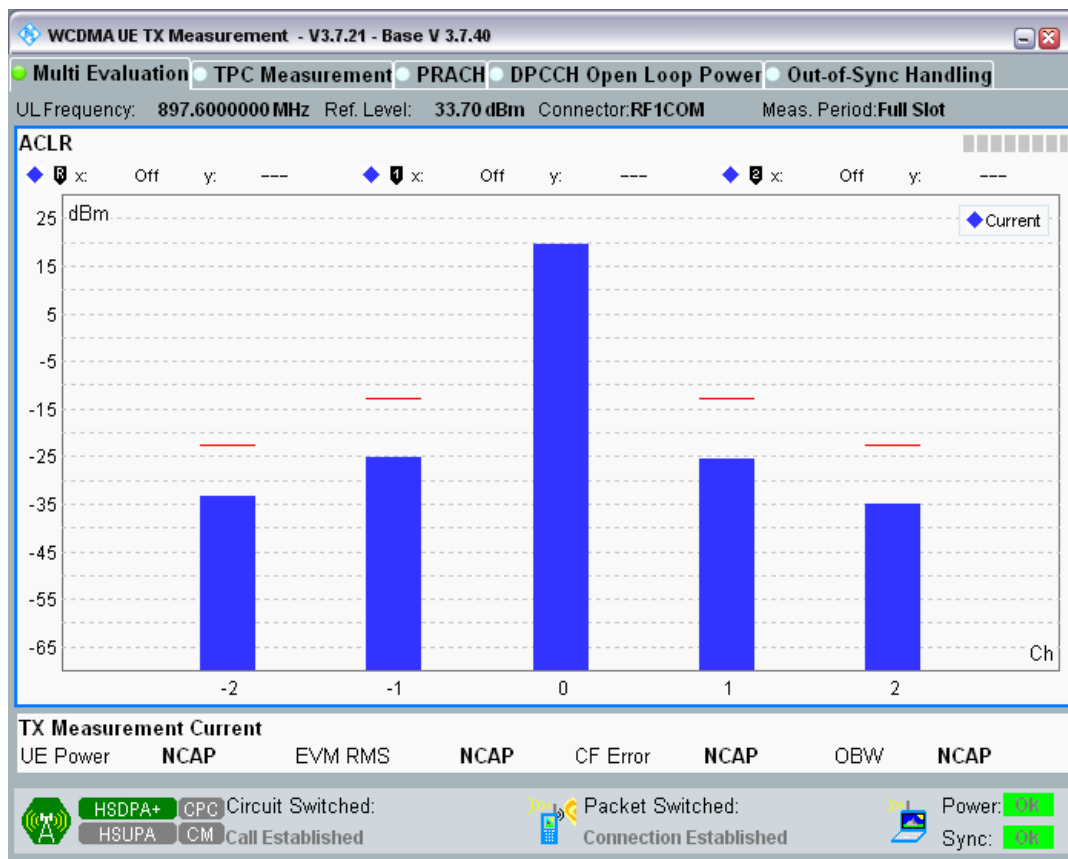 WCDMA UE TX Measurement - V3.7.21 - Base V 3.7.40
Multi Evaluation TPC Measurement PRACH DPCCH Open Loop Power Out-of-Sync Handling
UL Frequency: 897.6000000 MHz Ref. Level: 33.70 dBm Connector:RF1COM Meas. Period:Full Slot
ACLR
R x: Off y: --- 1 x: Off y: --- 2 x: Off y: ---
dBm
Current
25
15
5
-5
-15
-25
-35
-45
-55
-65
Ch
-2 -1 0 1 2
TX Measurement Current
UE Power NCAP EVM RMS NCAP CF Error NCAP OBW NCAP
HSDPA+ CPC Circuit Switched: Packet Switched: Power: OK
HSUPA CM Call Established Connection Established Sync: OK